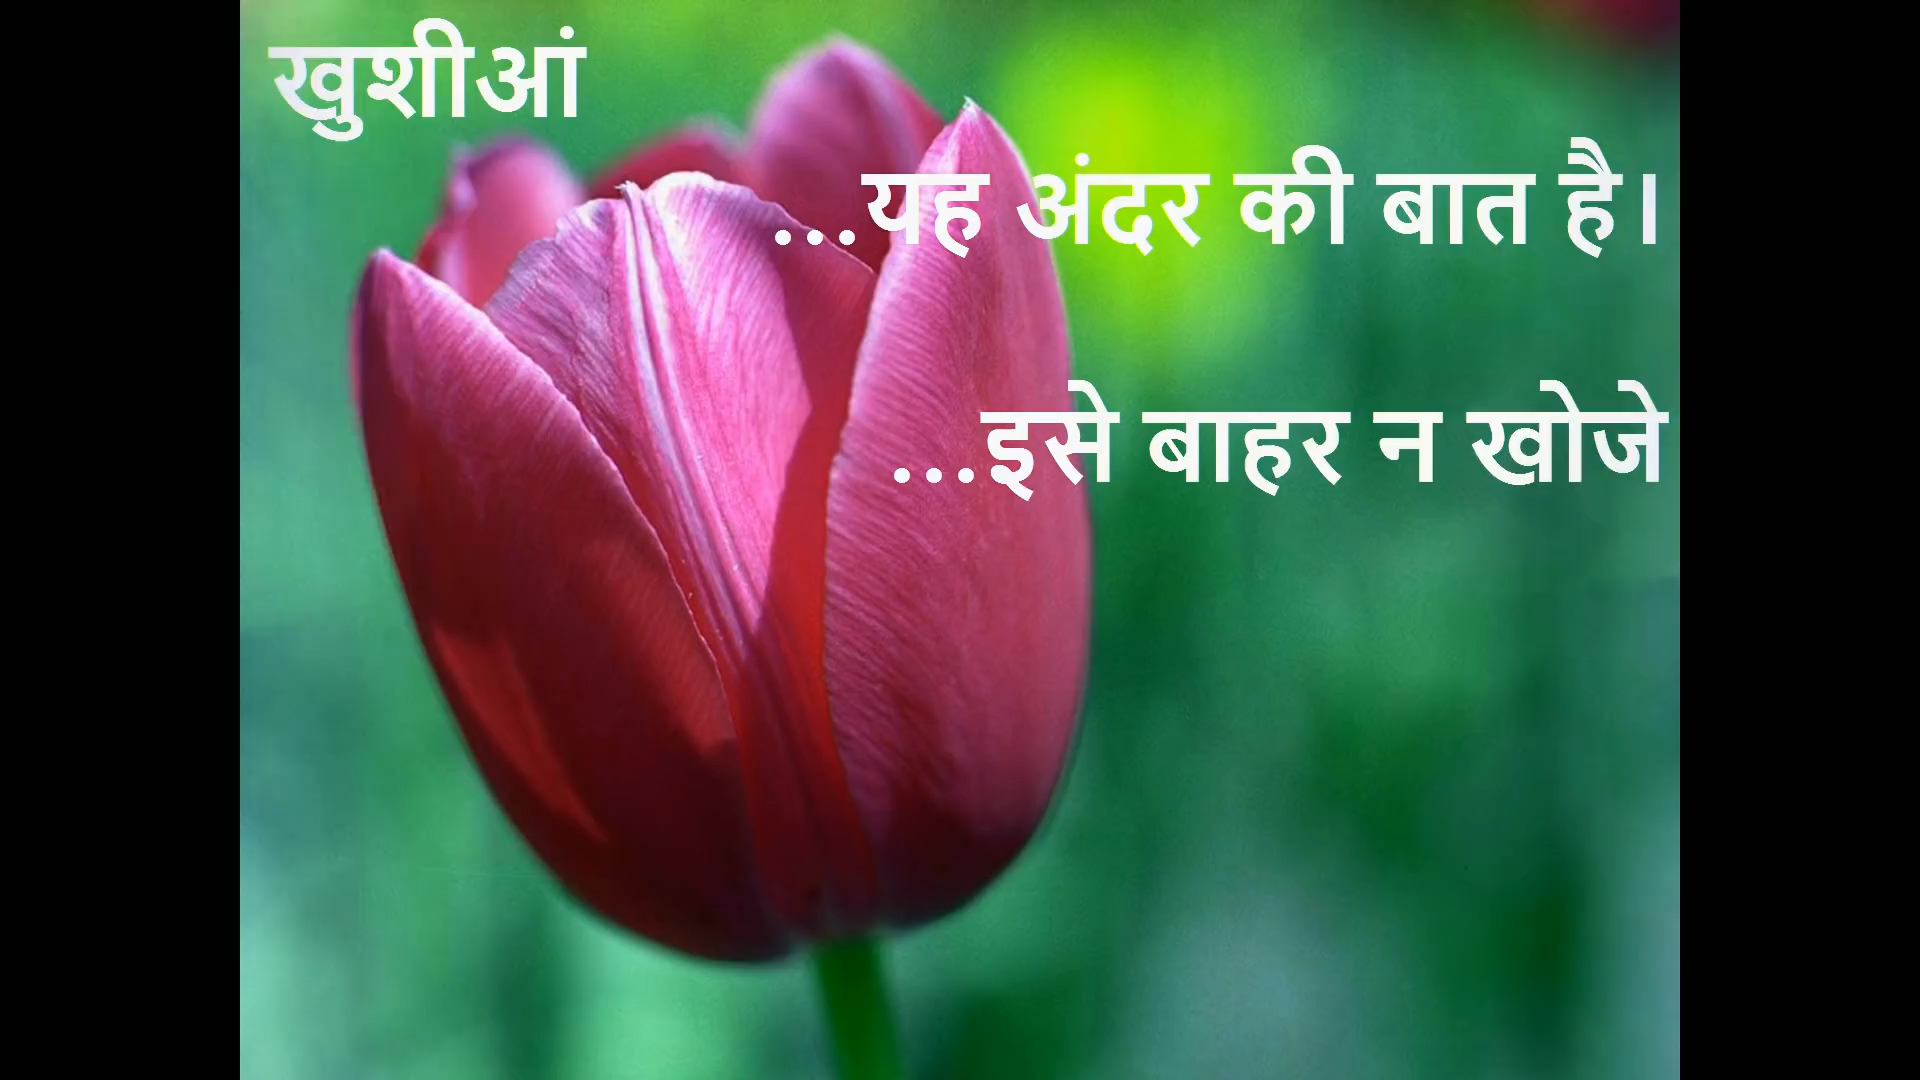 खुशीआं
...यह अंदर की बात है।
...इसे बाहर न खोजे